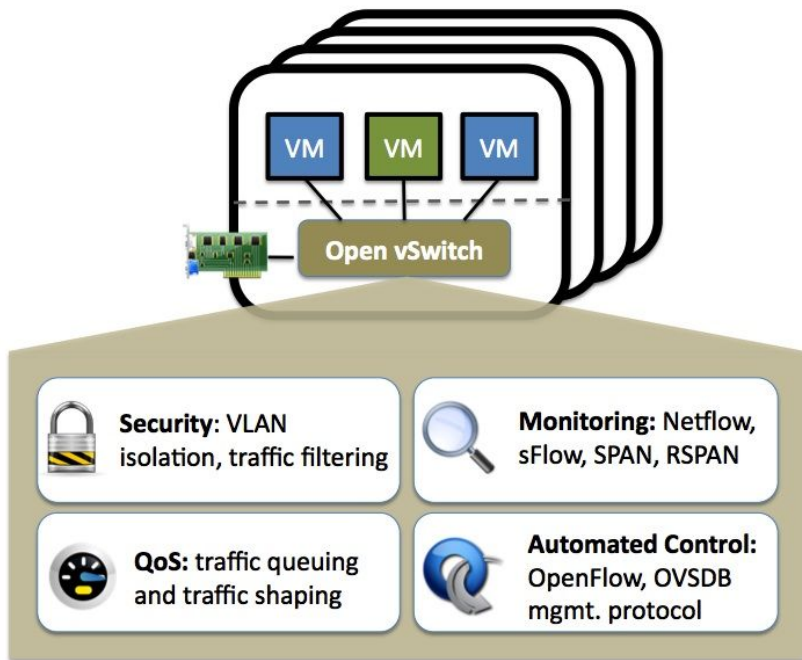 VM
VM
VM
Open vSwitch
Security: VLAN
isolation, traffic filtering
Monitoring: Netflow,
sFlow, SPAN, RSPAN
QoS: traffic queuing
and traffic shaping
Automated Control:
OpenFlow, OVSDB
mgmt. protocol